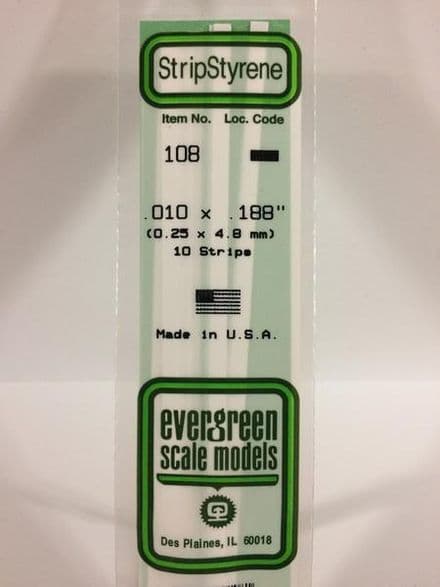 StripStyrene
Item No. Loc. Code
108
.010 x .188"
(0.25 x 4.8 mm)
10 Strips
Made in U.S.A.
evergreen
scale models
Des Plaines, IL 60018